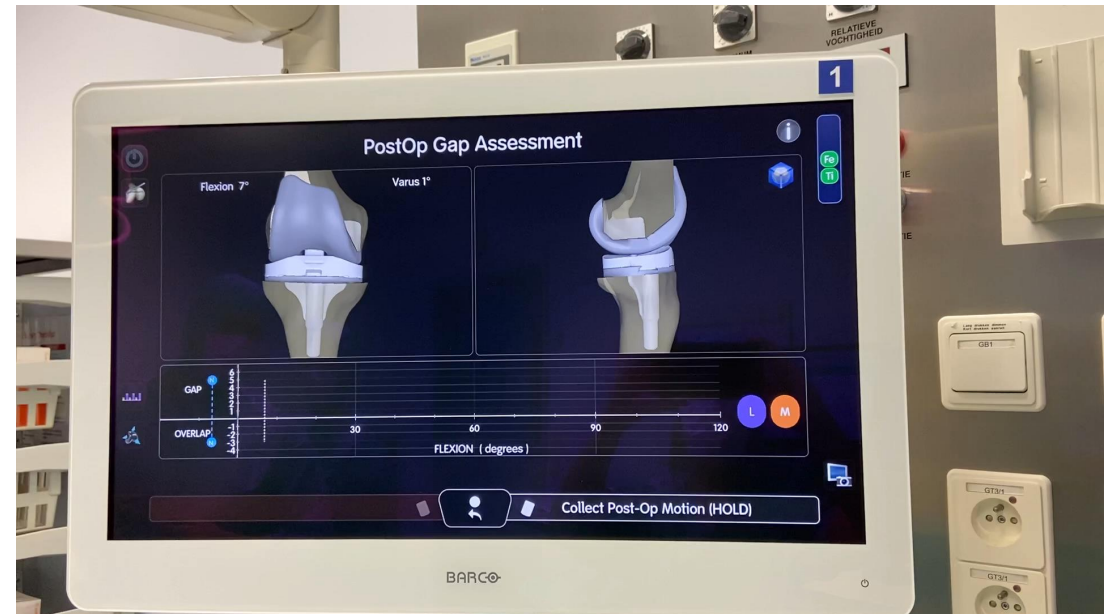 RELATIEVE
VOCHTIGHEID
1
PostOp Gap Assessment
i
Fe
Ti
Flexion 7°
Varus 1°
GAP
OVERLAP
6
5
4
3
2
1
-1
-2
-3
-4
30
60
90
120
FLEXION ( degrees )
L
M
Collect Post-Op Motion (HOLD)
BARCO
TIE
TIE
GB1
GT3/1
GT3/1